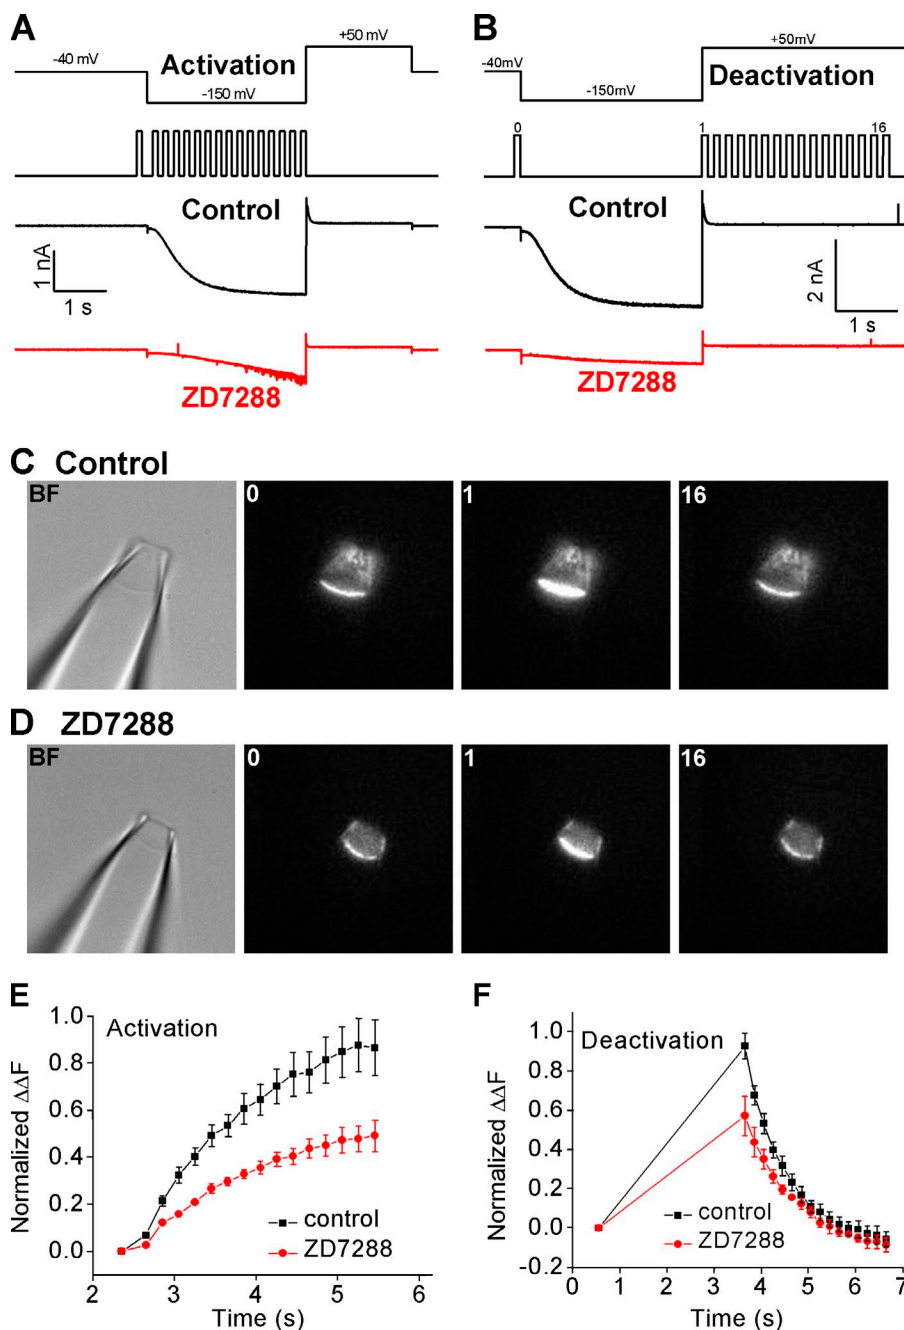 A
-40 mV
Activation
-150 mV
+50 mV
Control
1 nA
1 s
ZD7288
B
-40mV
-150mV
+50mV
Deactivation
0
1
16
Control
2 nA
1 s
ZD7288
C Control
BF
0
1
16
D ZD7288
BF
0
1
16
E
Activation
Normalized ΔΔF
1.0
0.8
0.6
0.4
0.2
0.0
control
ZD7288
2 3 4 5 6
Time (s)
F
Deactivation
Normalized ΔΔF
1.0
0.8
0.6
0.4
0.2
0.0
-0.2
control
ZD7288
0 1 2 3 4 5 6 7
Time (s)